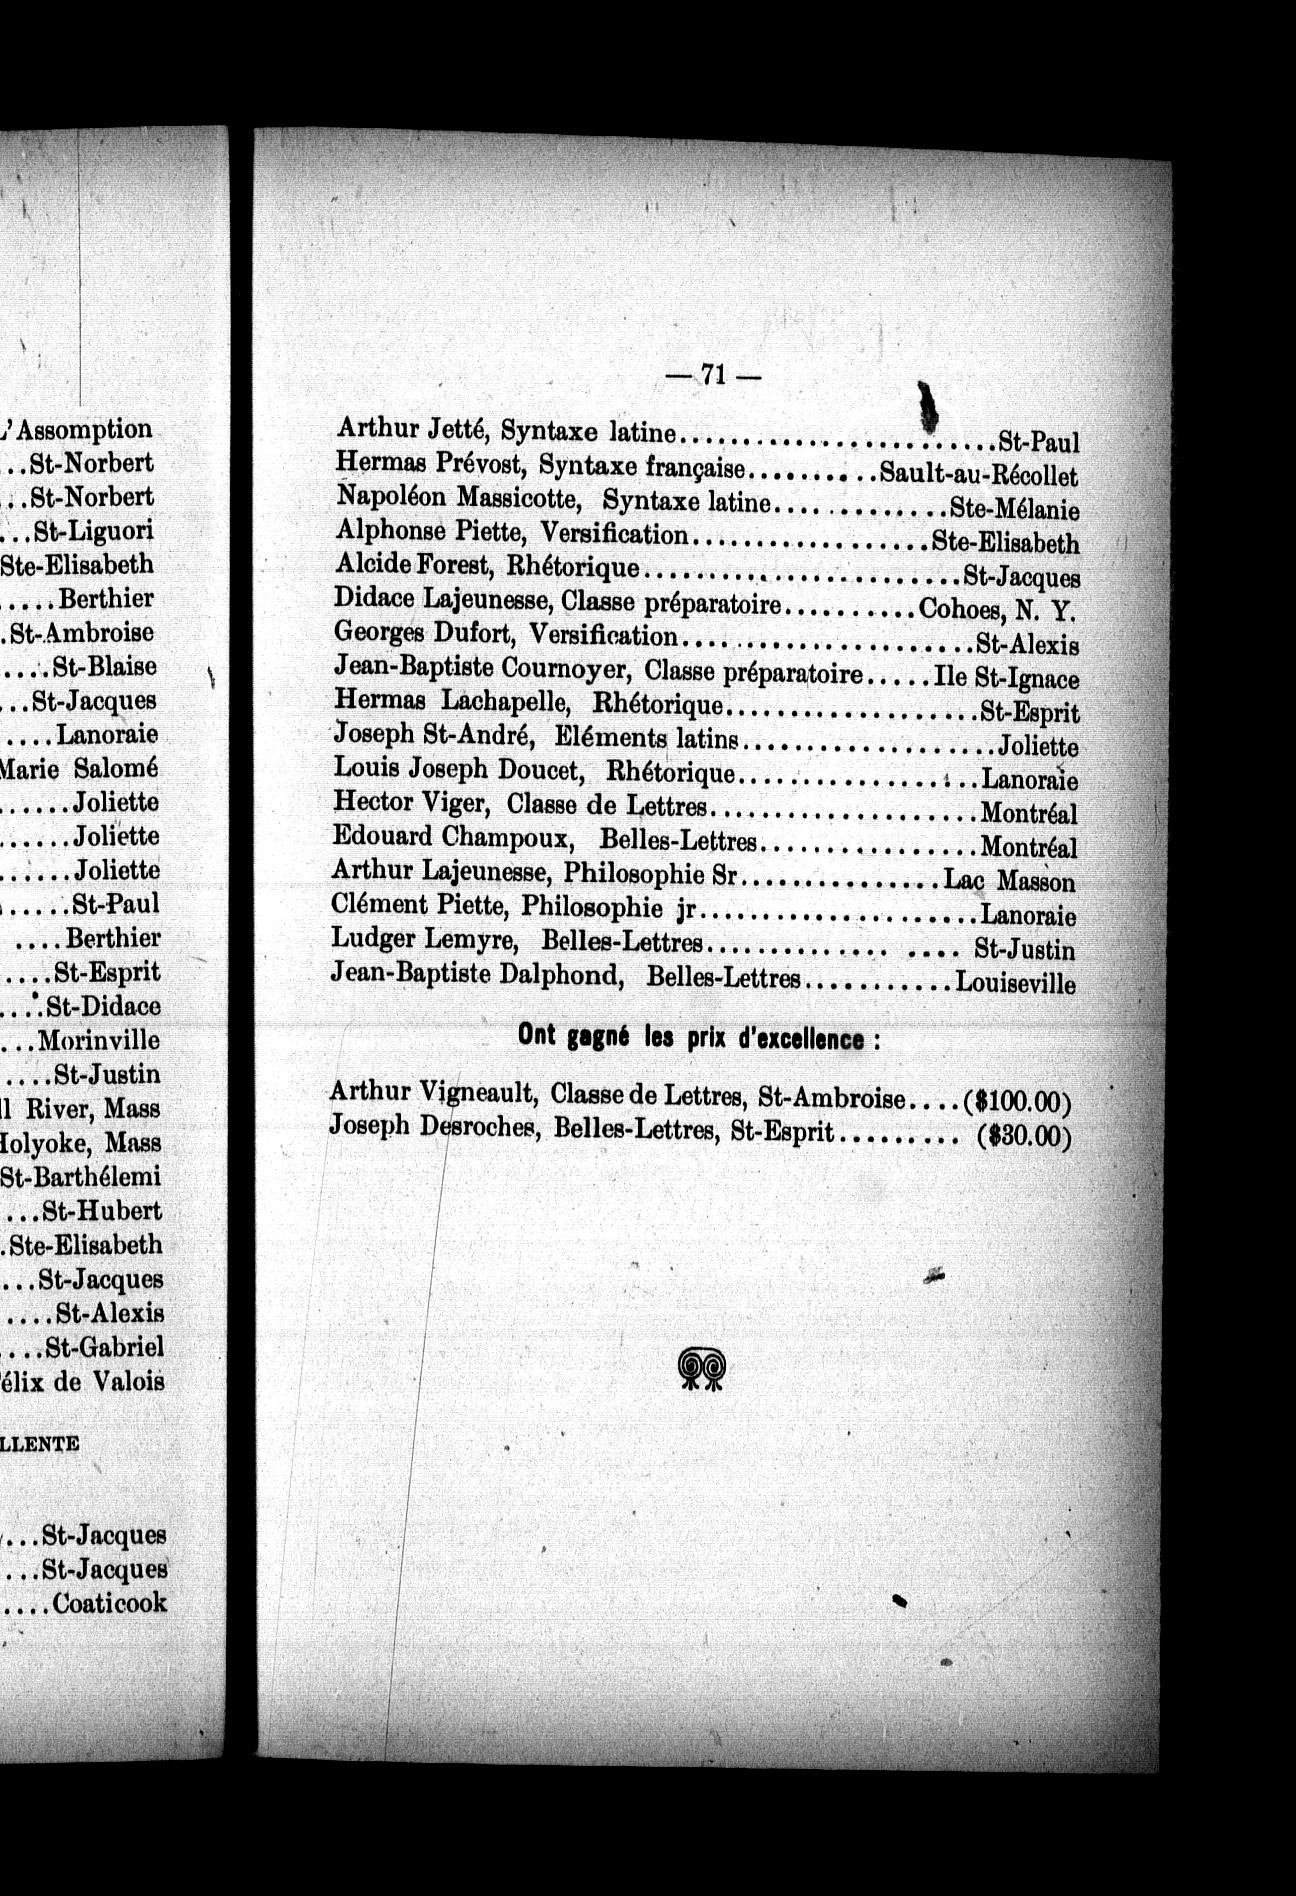 L'Assomption
...St-Norbert
...St-Norbert
...St-Liguori
Ste-Elisabeth
.....Berthier
.St-Ambroise
.....St-Blaise
...St-Jacques
....Lanoraie
Marie Salomé
......Joliette
......Joliette
......Joliette
.....St-Paul
....Berthier
....St-Esprit
....St-Didace
...Morinville
....St-Justin
River, Mass
Holyoke, Mass
St-Barthélemi
...St-Hubert
.Ste-Elisabeth
...St-Jacques
....St-Alexis
....St-Gabriel
élix de Valois
LLENTE
...St-Jacques
...St-Jacques
....Coaticook
— 71 —
Arthur Jetté, Syntaxe latine.........................St-Paul
Hermas Prévost, Syntaxe française..........Sault-au-Récollet
Napoléon Massicotte, Syntaxe latine.............Ste-Mélanie
Alphonse Piette, Versification...................Ste-Elisabeth
Alcide Forest, Rhétorique.........................St-Jacques
Didace Lajeunesse, Classe préparatoire..........Cohoes, N. Y.
Georges Dufort, Versification.....................St-Alexis
Jean-Baptiste Cournoyer, Classe préparatoire.....Ile St-Ignace
Hermas Lachapelle, Rhétorique....................St-Esprit
Joseph St-André, Eléments latins....................Joliette
Louis Joseph Doucet, Rhétorique...................Lanoraie
Hector Viger, Classe de Lettres.....................Montréal
Edouard Champoux, Belles-Lettres.................Montréal
Arthur Lajeunesse, Philosophie Sr................Lac Masson
Clément Piette, Philosophie jr......................Lanoraie
Ludger Lemyre, Belles-Lettres.............. .... St-Justin
Jean-Baptiste Dalphond, Belles-Lettres............Louiseville
Ont gagné les prix d'excellence :
Arthur Vigneault, Classe de Lettres, St-Ambroise....($100.00)
Joseph Desroches, Belles-Lettres, St-Esprit.......... ($30.00)